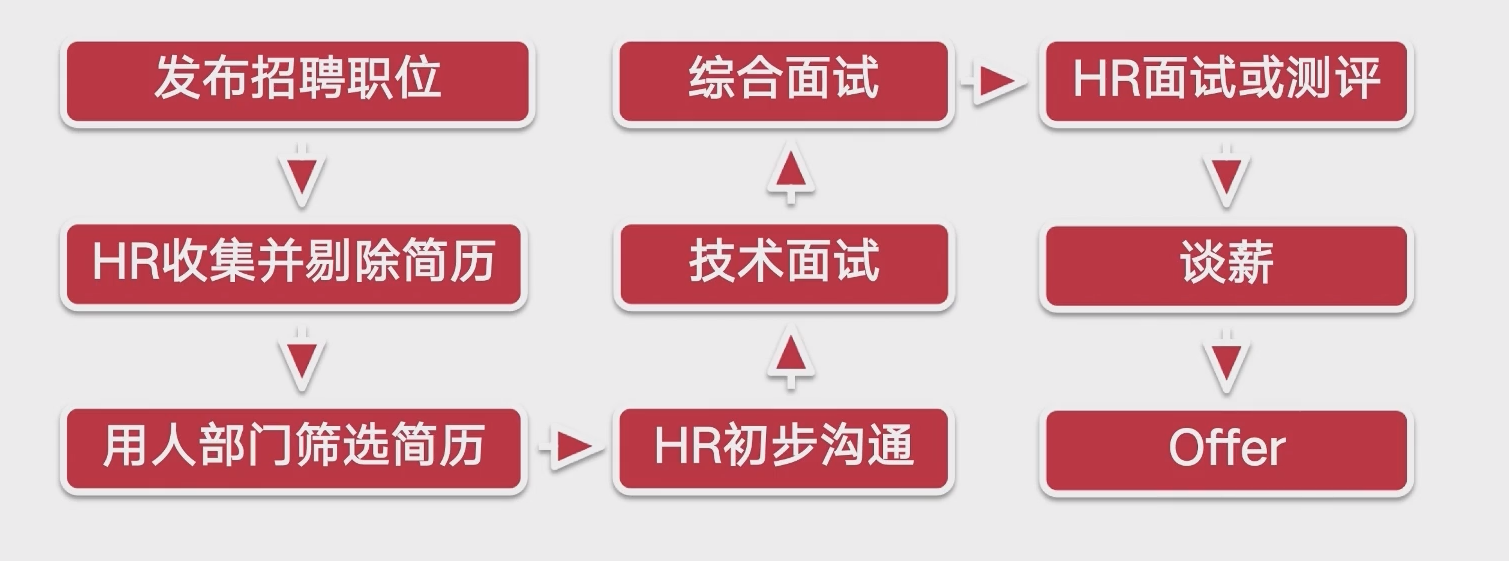 发布招聘职位
HR收集并剔除简历
用人部门筛选简历
HR初步沟通
技术面试
综合面试
HR面试或测评
谈薪
Offer